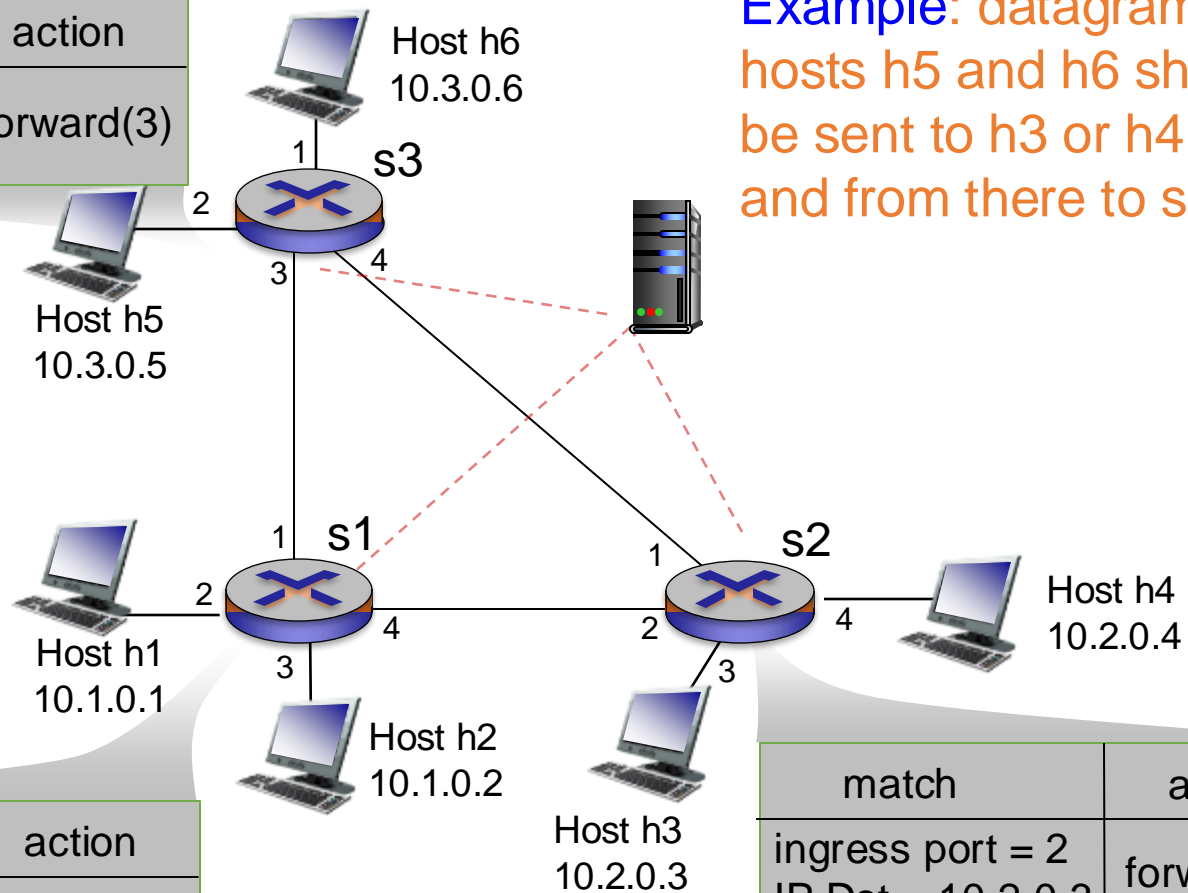 action
forward(3)
Host h6
10.3.0.6
Example: datagram
hosts h5 and h6 sh
be sent to h3 or h4
and from there to s
1
s3
2
3
4
Host h5
10.3.0.5
1
s1
2
4
3
Host h1
10.1.0.1
Host h2
10.1.0.2
1
s2
2
4
3
Host h4
10.2.0.4
Host h3
10.2.0.3
action
match
a
ingress port = 2
forw